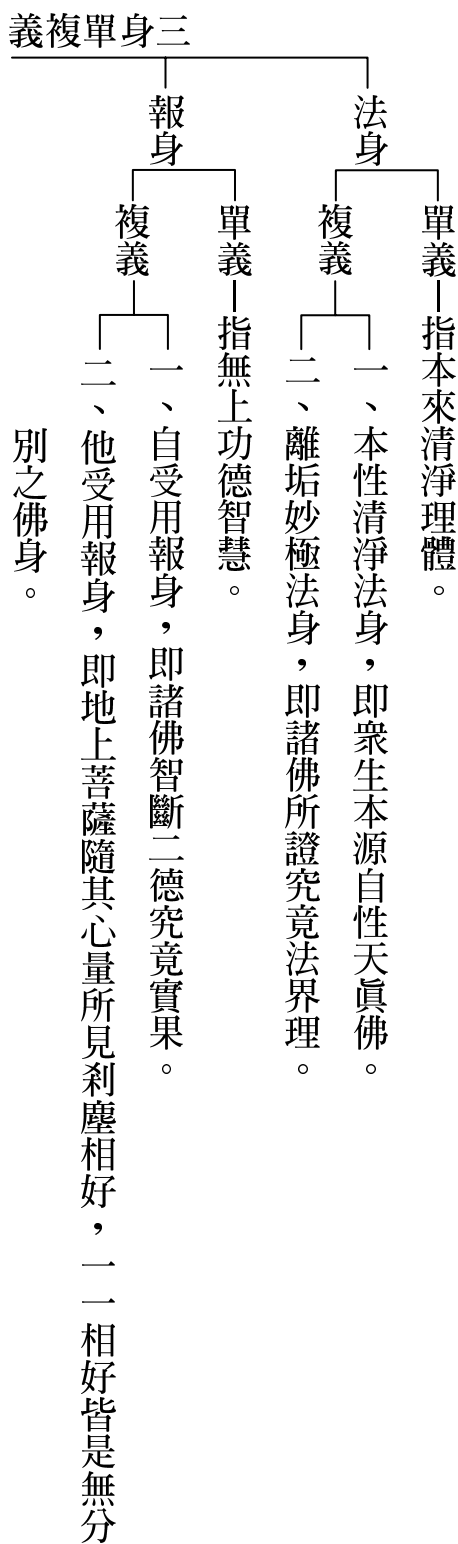 三身單複義
法身
單義
指本來清淨理體。
複義
一、本性清淨法身，即衆生本源自性天眞佛。
二、離垢妙極法身，即諸佛所證究竟法界理。
報身
單義
指無上功德智慧。
複義
一、自受用報身，即諸佛智斷二德究竟實果。
二、他受用報身，即地上菩薩隨其心量所見剎塵相好，一一相好皆是無分
別之佛身。